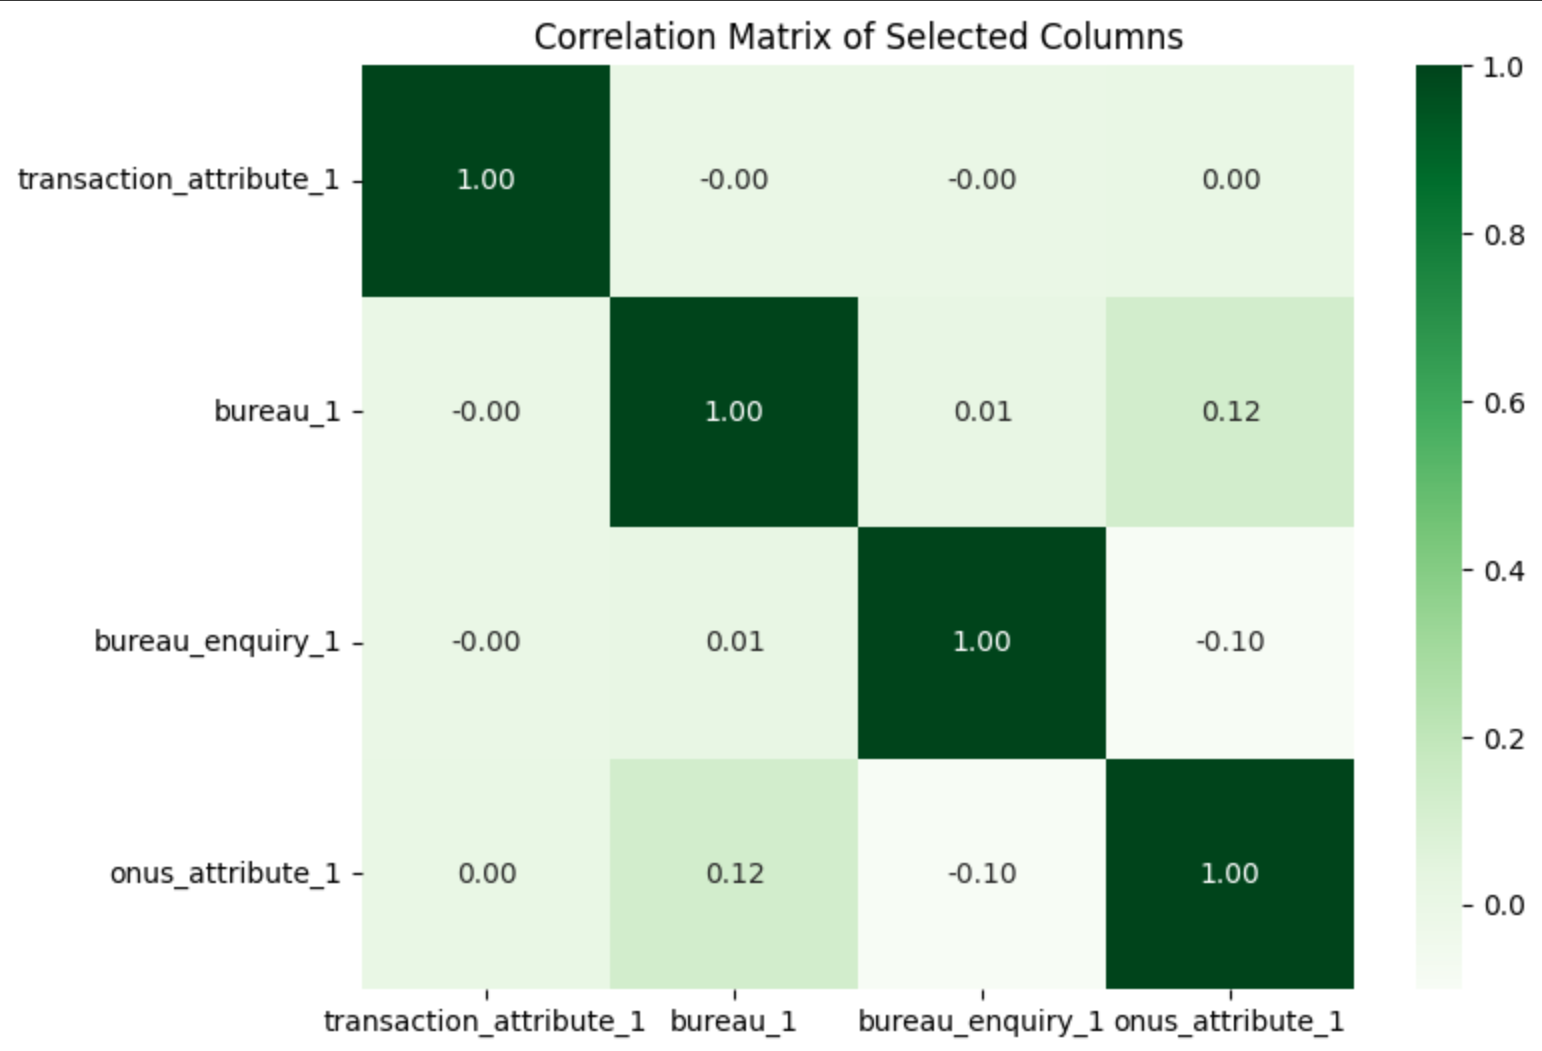 Correlation Matrix of Selected Columns
transaction_attribute_1 1.00 -0.00 -0.00 0.00
bureau_1 -0.00 1.00 0.01 0.12
bureau_enquiry_1 -0.00 0.01 1.00 -0.10
onus_attribute_1 0.00 0.12 -0.10 1.00
transaction_attribute_1 bureau_1 bureau_enquiry_1 onus_attribute_1
1.0
0.8
0.6
0.4
0.2
0.0